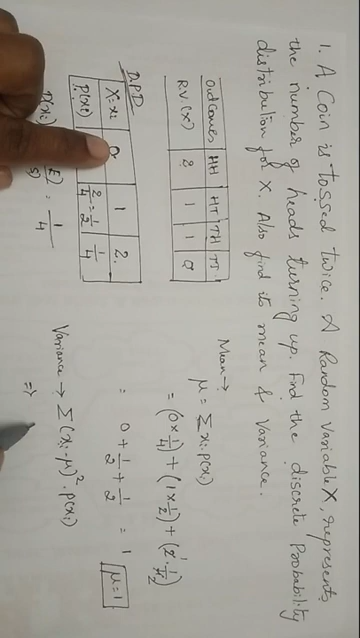 1. A Coin is tossed twice. A Random Variable X, represents
the number of heads turning up. Find the discrete Probability
distribution for X. Also find its mean & Variance.
Outcomes HH HT TH TT
RV(X) 2 1 1 0
D.P.D
X=xi 0 1 2
P(xi) 2/4=1/2 1/4
P(xi) 1/4
Mean →
μ = Σ xi. p(xi)
= (0×1/4) + (1×1/2) + (2·1/4)
= 0 + 1/2 + 1/2 = 1 μ=1
Variance → Σ (xi-μ)². p(xi)
⇒